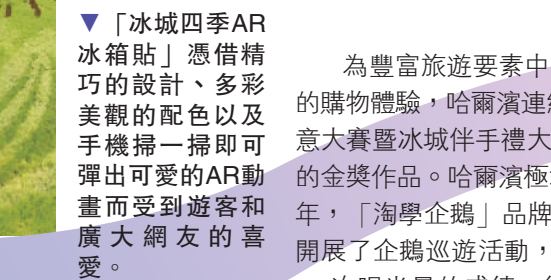 ▼「冰城四季AR
冰箱貼」憑借精
巧的設計、多彩
美觀的配色以及
手機掃一掃即可
彈出可愛的AR動
畫而受到遊客和
廣大網友的喜
愛。
為豐富旅遊要素中
的購物體驗，哈爾濱連
意大賽暨冰城伴手禮大
的金獎作品。哈爾濱極
年，「淘學企鵝」品牌
開展了企鵝巡遊活動，